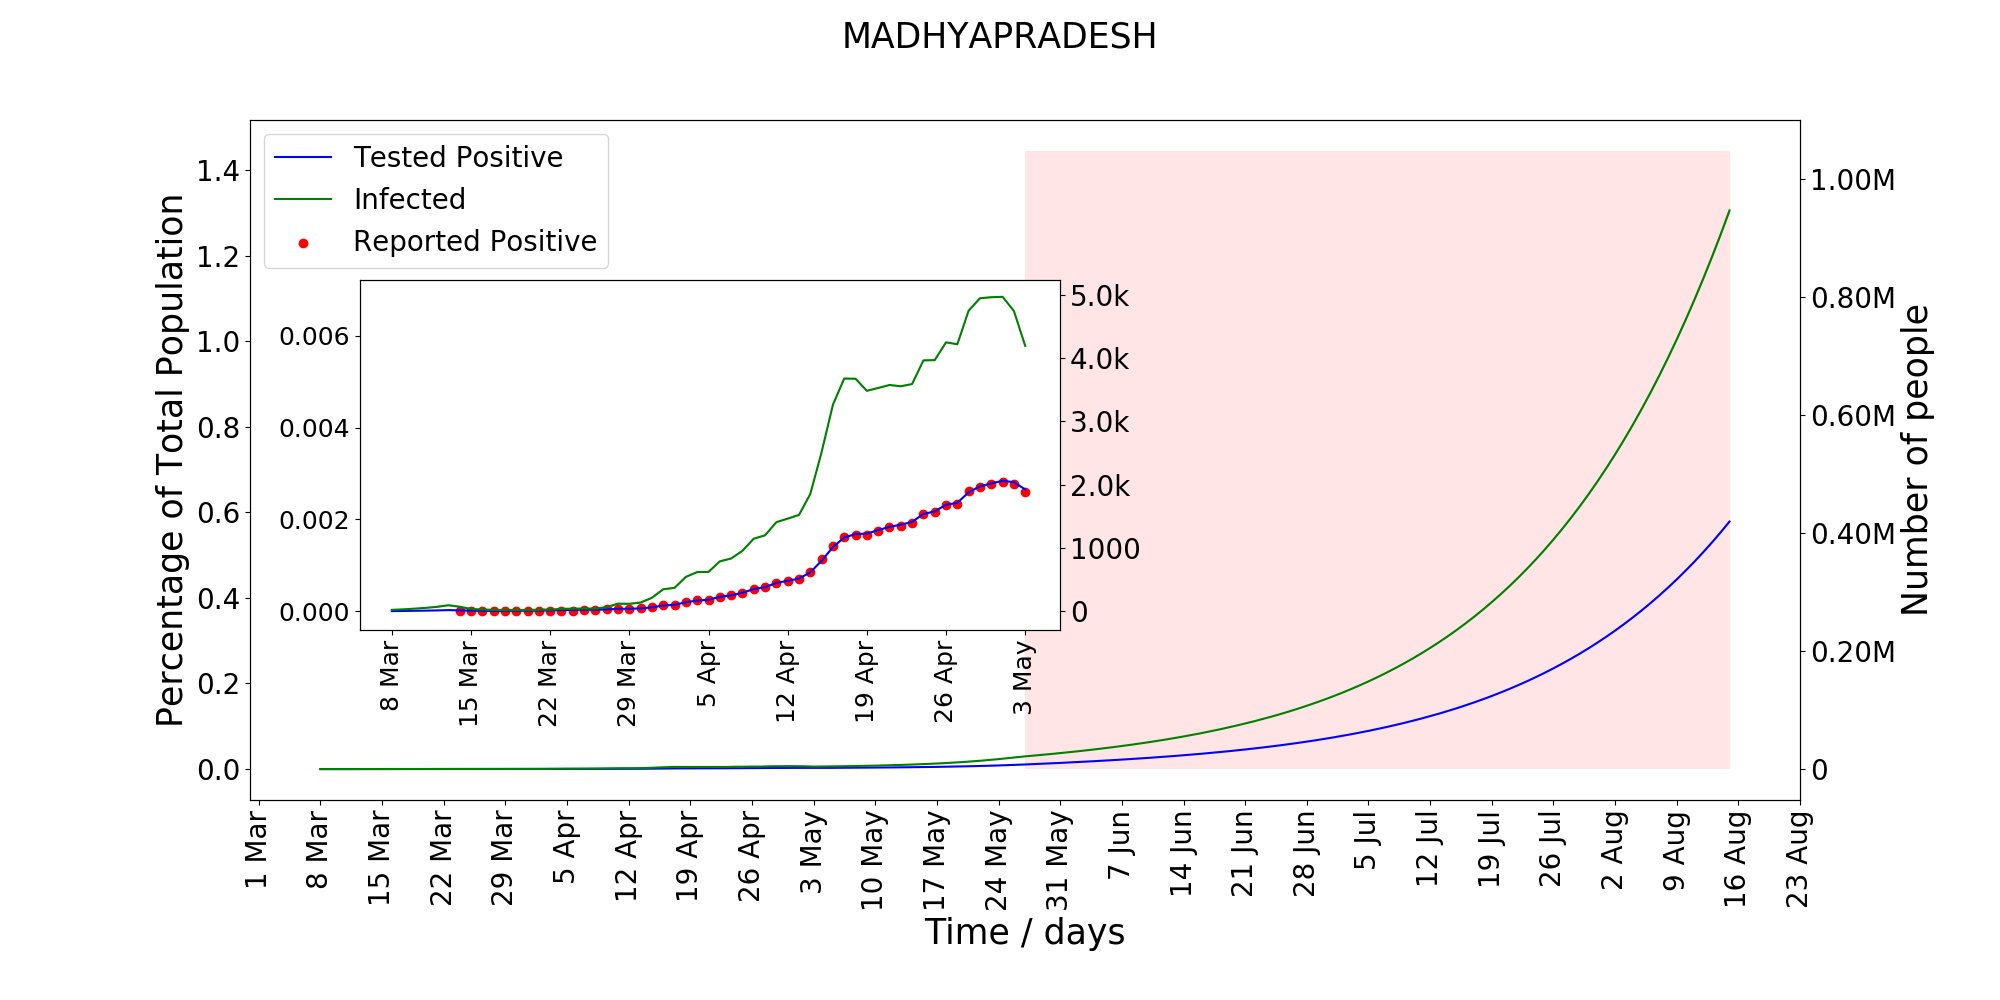 MADHYAPRADESH
Tested Positive
Infected
Reported Positive
Percentage of Total Population
1.4
1.2
1.0
0.8
0.6
0.4
0.2
0.0
0.006
0.004
0.002
0.000
5.0k
4.0k
3.0k
2.0k
1000
0
8 Mar
15 Mar
22 Mar
29 Mar
5 Apr
12 Apr
19 Apr
26 Apr
3 May
1.00M
0.80M
0.60M
0.40M
0.20M
0
Number of people
1 Mar
8 Mar
15 Mar
22 Mar
29 Mar
5 Apr
12 Apr
19 Apr
26 Apr
3 May
10 May
17 May
24 May
31 May
7 Jun
14 Jun
21 Jun
28 Jun
5 Jul
12 Jul
19 Jul
26 Jul
2 Aug
9 Aug
16 Aug
23 Aug
Time / days